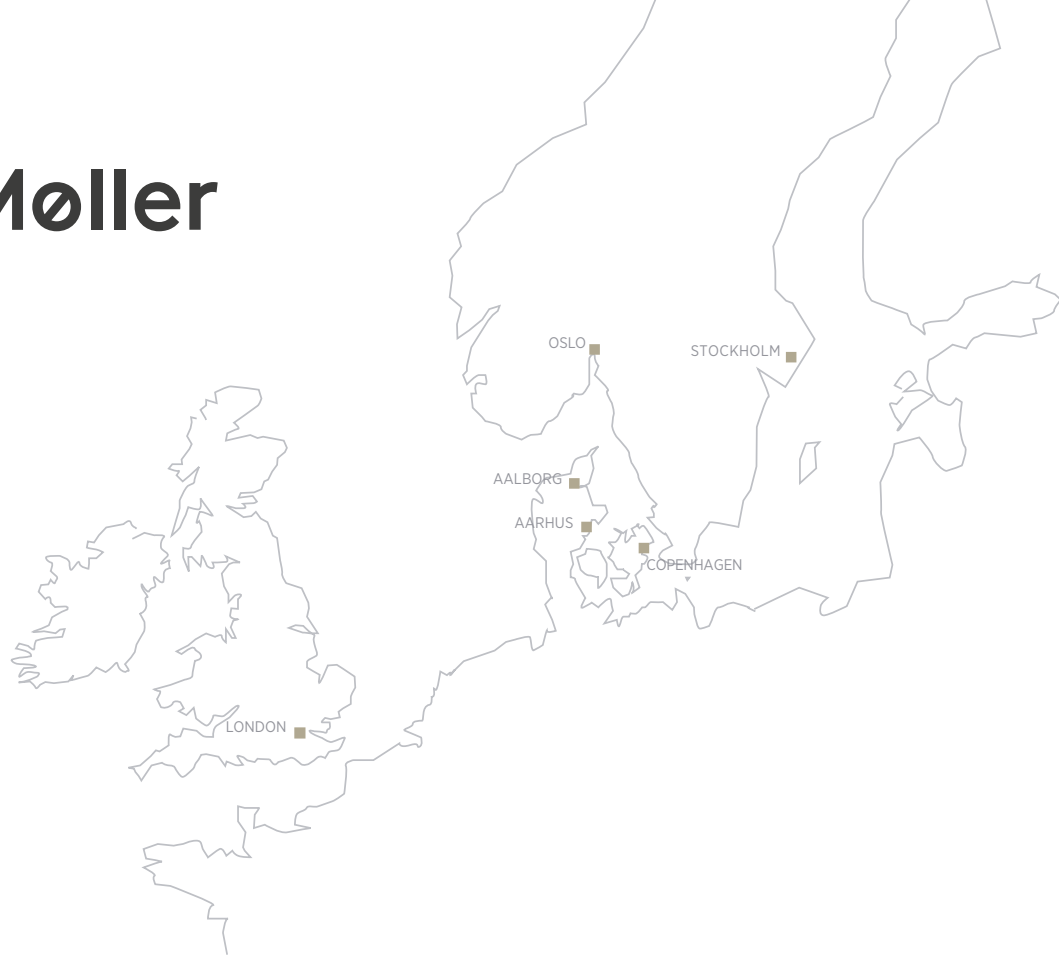 Møller
OSLO
STOCKHOLM
AALBORG
AARHUS
COPENHAGEN
LONDON